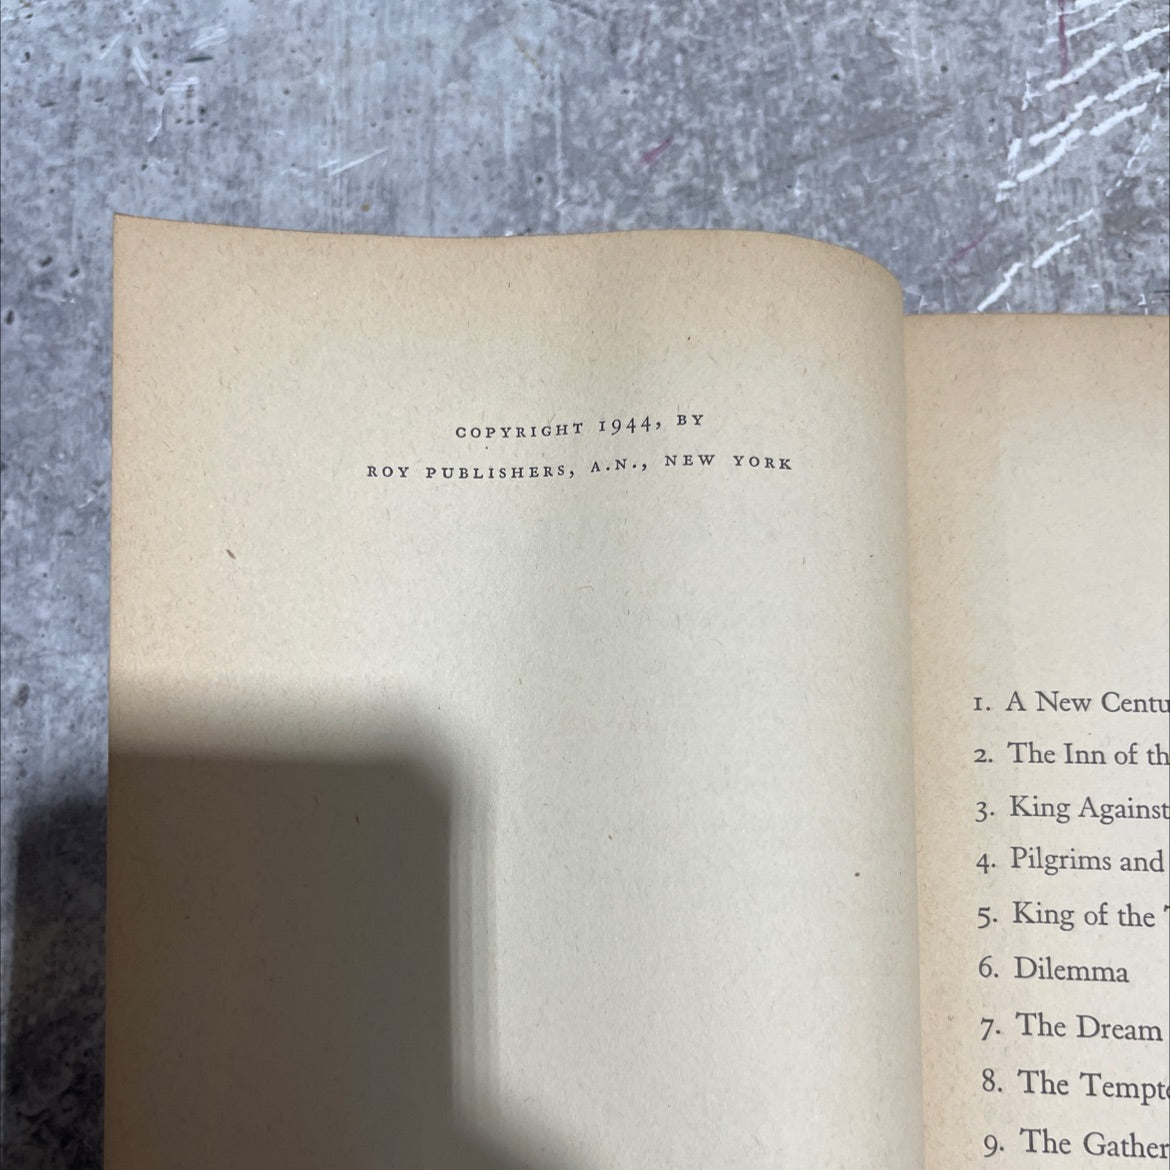 COPYRIGHT 1944, BY
ROY PUBLISHERS, A.N., NEW YORK
1. A New Centu
2. The Inn of th
3. King Against
4. Pilgrims and
5. King of the
6. Dilemma
7. The Dream
8. The Tempt
9. The Gather